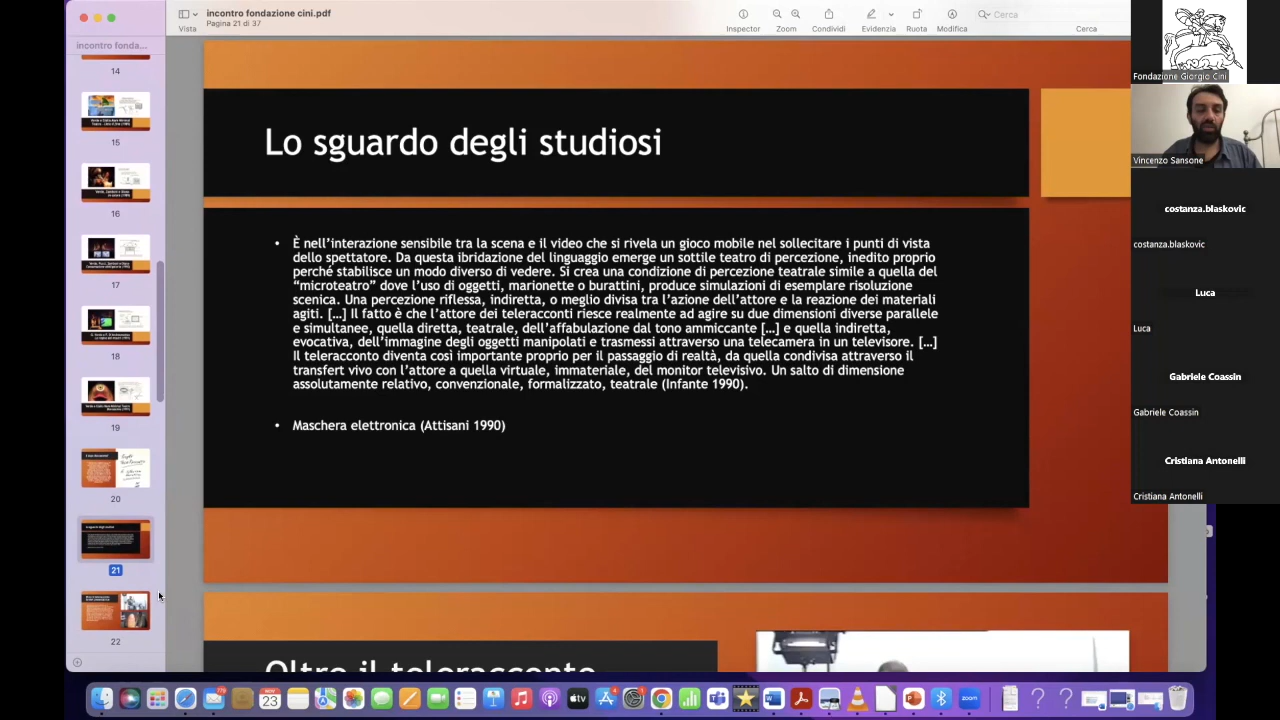 incontro fondazione cini.pdf
Pagina 21 di 37
Vista
Inspector
Zoom
Condividi
Evidenzia
Ruota
Modifica
Cerca
Cerca
incontro fonda...
14
15
16
17
18
19
20
21
22
Lo sguardo degli studiosi
• È nell'interazione sensibile tra la scena e il video che si rivela un gioco mobile nel sollicitare i punti di vista
dello spettatore. Da questa ibridazione di linguaggio emerge un sottile teatro di percezione, inedito proprio
perché stabilisce un modo diverso di vedere. Si crea una condizione di percezione teatrale simile a quella del
"microteatro" dove l'uso di oggetti, marionette o burattini, produce simulazioni di esemplare risoluzione
scenica. Una percezione riflessa, indiretta, o meglio divisa tra l'azione dell'attore e la reazione dei materiali
agiti. […] Il fatto è che l'attore dei teleracconti riesce realmente ad agire su due dimensioni diverse parallele
e simultanee, quella diretta, teatrale, dell'affabulazione dal tono ammiccante […] e quella indiretta,
evocativa, dell'immagine degli oggetti manipolati e trasmessi attraverso una telecamera in un televisore. […]
Il teleracconto diventa così importante proprio per il passaggio di realtà, da quella condivisa attraverso il
transfert vivo con l'attore a quella virtuale, immateriale, del monitor televisivo. Un salto di dimensione
assolutamente relativo, convenzionale, formalizzato, teatrale (Infante 1990).
• Maschera elettronica (Attisani 1990)
Oltre il teleracconto
Fondazione Giorgio Cini
Vincenzo Sansone
costanza.blaskovic
costanza.blaskovic
Luca
Luca
Gabriele Coassin
Gabriele Coassin
Cristiana Antonelli
Cristiana Antonelli
23
zoom